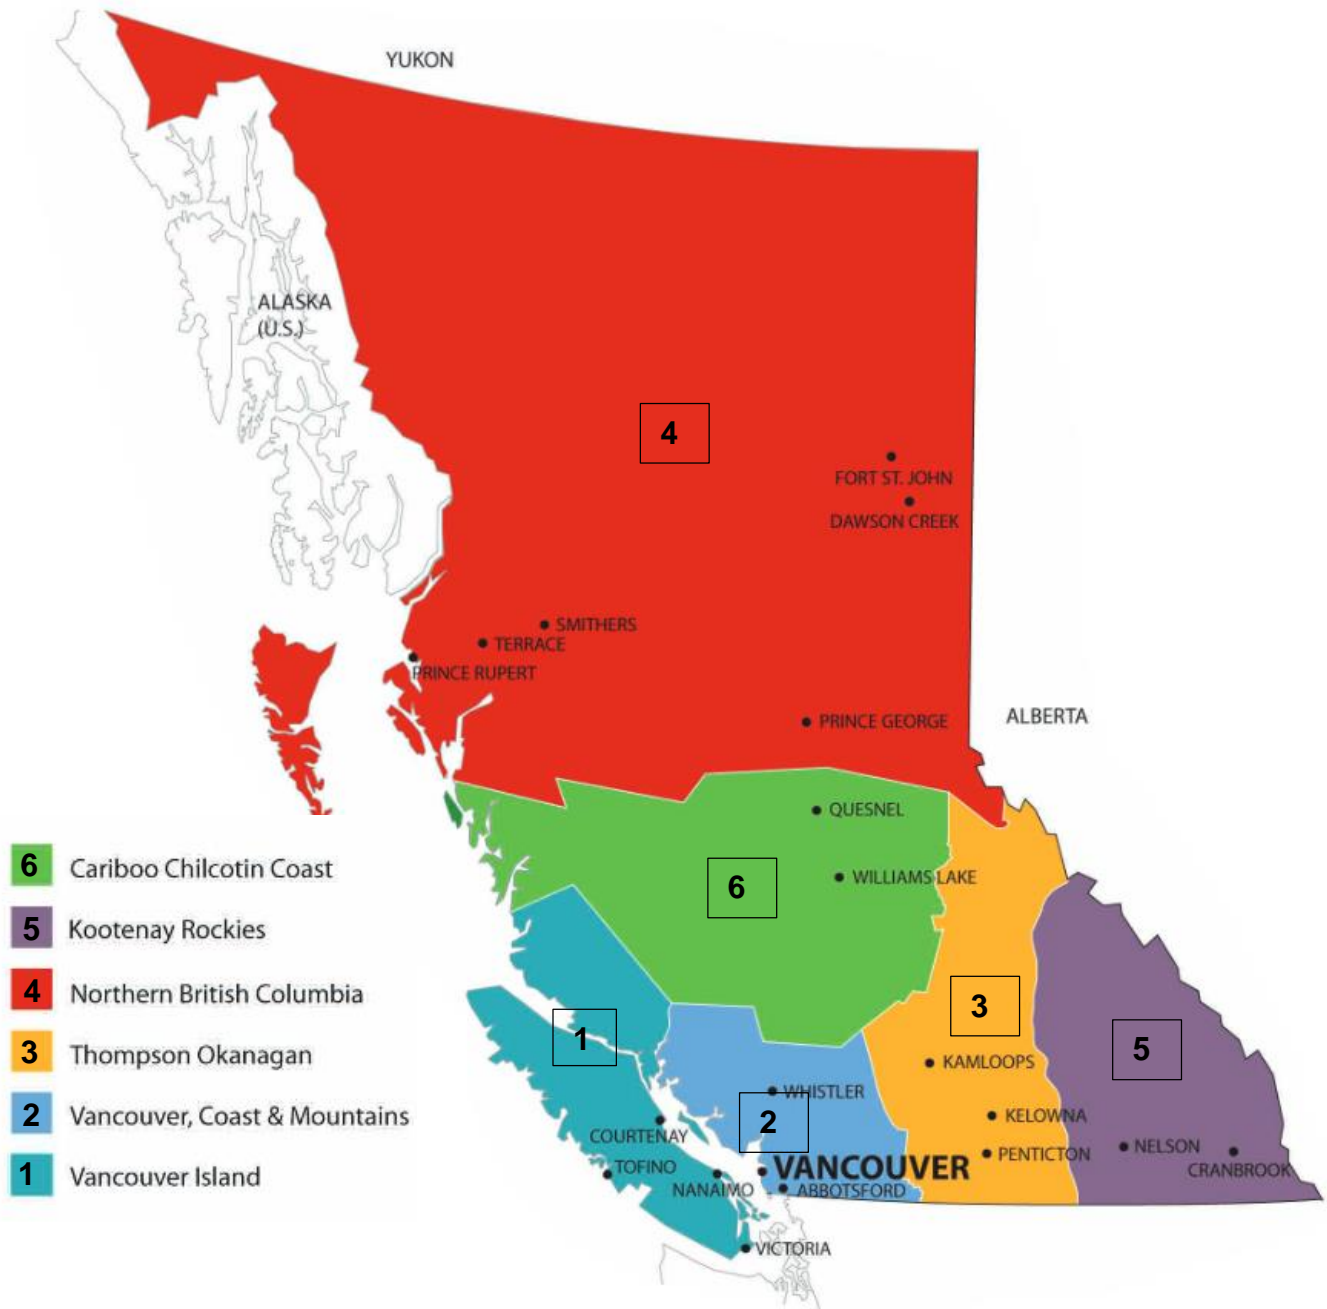 YUKON
ALASKA
(U.S.)
4
FORT ST. JOHN
DAWSON CREEK
SMITHERS
TERRACE
PRINCE RUPERT
PRINCE GEORGE
ALBERTA
QUESNEL
6
WILLIAMS LAKE
6 Cariboo Chilcotin Coast
5 Kootenay Rockies
4 Northern British Columbia
3 Thompson Okanagan
2 Vancouver, Coast & Mountains
1 Vancouver Island
3
1
5
KAMLOOPS
WHISTLER
2
KELOWNA
COURTENAY
NELSON
PENTICTON
TOFINO
VANCOUVER
CRANBROOK
NANAIMO
ABBOTSFORD
VICTORIA